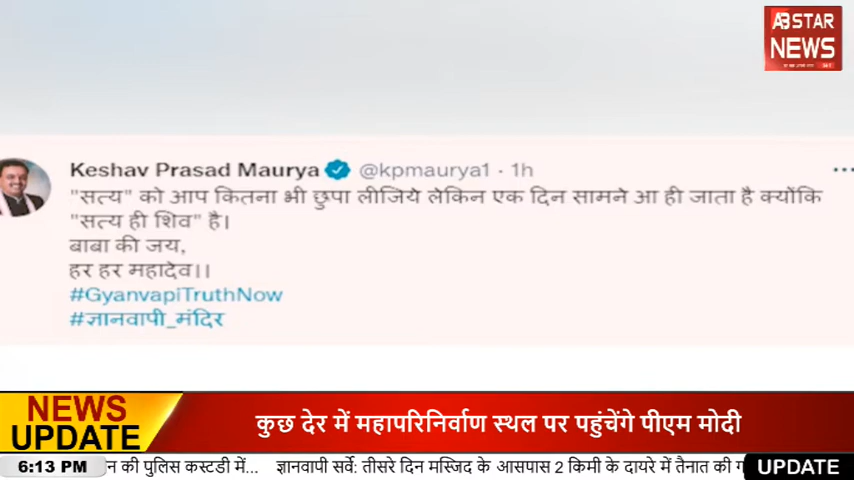 AB STAR
NEWS
Keshav Prasad Maurya @kpmaurya1 · 1h
"सत्य" को आप कितना भी छुपा लीजिये लेकिन एक दिन सामने आ ही जाता है क्योंकि
"सत्य ही शिव" है।
बाबा की जय,
हर हर महादेव।।
#GyanvapiTruthNow
#ज्ञानवापी_मंदिर
NEWS
UPDATE
कुछ देर में महापरिनिर्वाण स्थल पर पहुंचेंगे पीएम मोदी
6:13 PM
न की पुलिस कस्टडी में... ज्ञानवापी सर्वे: तीसरे दिन मस्जिद के आसपास 2 किमी के दायरे में तैनात की
UPDATE